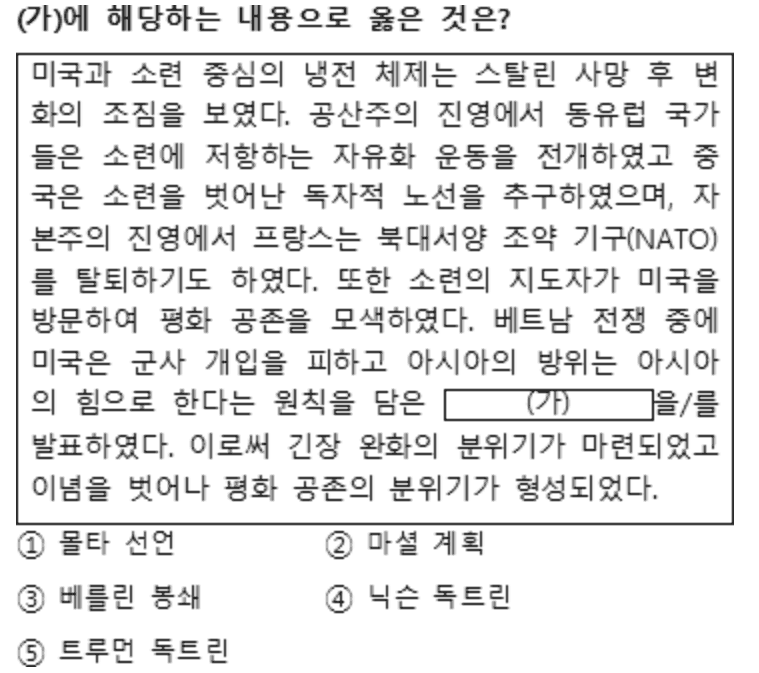 (가)에 해당하는 내용으로 옳은 것은?
미국과 소련 중심의 냉전 체제는 스탈린 사망 후 변
화의 조짐을 보였다. 공산주의 진영에서 동유럽 국가
들은 소련에 저항하는 자유화 운동을 전개하였고 중
국은 소련을 벗어난 독자적 노선을 추구하였으며, 자
본주의 진영에서 프랑스는 북대서양 조약 기구(NATO)
를 탈퇴하기도 하였다. 또한 소련의 지도자가 미국을
방문하여 평화 공존을 모색하였다. 베트남 전쟁 중에
미국은 군사 개입을 피하고 아시아의 방위는 아시아
의 힘으로 한다는 원칙을 담은 (가) 을/를
발표하였다. 이로써 긴장 완화의 분위기가 마련되었고
이념을 벗어나 평화 공존의 분위기가 형성되었다.
① 몰타 선언 ② 마셜 계획
③ 베를린 봉쇄 ④ 닉슨 독트린
⑤ 트루먼 독트린